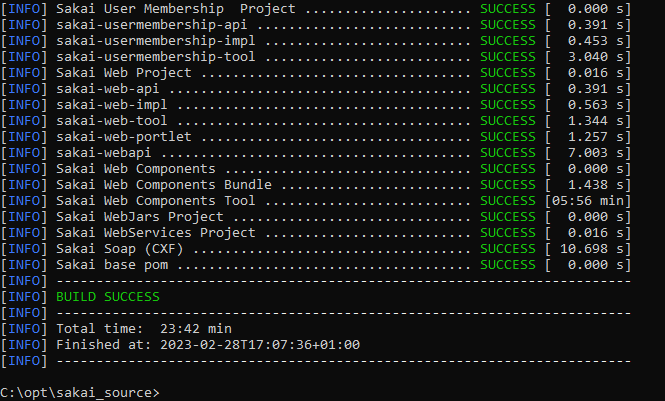 [INFO] Sakai User Membership  Project ..................... SUCCESS [  0.000 s]
[INFO] sakai-usermembership-api ........................... SUCCESS [  0.391 s]
[INFO] sakai-usermembership-impl .......................... SUCCESS [  0.453 s]
[INFO] sakai-usermembership-tool .......................... SUCCESS [  3.040 s]
[INFO] Sakai Web Project .................................. SUCCESS [  0.016 s]
[INFO] sakai-web-api ...................................... SUCCESS [  0.391 s]
[INFO] sakai-web-impl ..................................... SUCCESS [  0.563 s]
[INFO] sakai-web-tool ..................................... SUCCESS [  1.344 s]
[INFO] sakai-web-portlet .................................. SUCCESS [  1.257 s]
[INFO] sakai-webapi ....................................... SUCCESS [  7.003 s]
[INFO] Sakai Web Components ............................... SUCCESS [  0.000 s]
[INFO] Sakai Web Components Bundle ........................ SUCCESS [  1.438 s]
[INFO] Sakai Web Components Tool .......................... SUCCESS [05:56 min]
[INFO] Sakai WebJars Project .............................. SUCCESS [  0.000 s]
[INFO] Sakai WebServices Project .......................... SUCCESS [  0.016 s]
[INFO] Sakai Soap (CXF) ................................... SUCCESS [ 10.698 s]
[INFO] Sakai base pom ..................................... SUCCESS [  0.000 s]
[INFO] ------------------------------------------------------------------------
[INFO] BUILD SUCCESS
[INFO] ------------------------------------------------------------------------
[INFO] Total time:  23:42 min
[INFO] Finished at: 2023-02-28T17:07:36+01:00
[INFO] ------------------------------------------------------------------------
C:\opt\sakai_source>